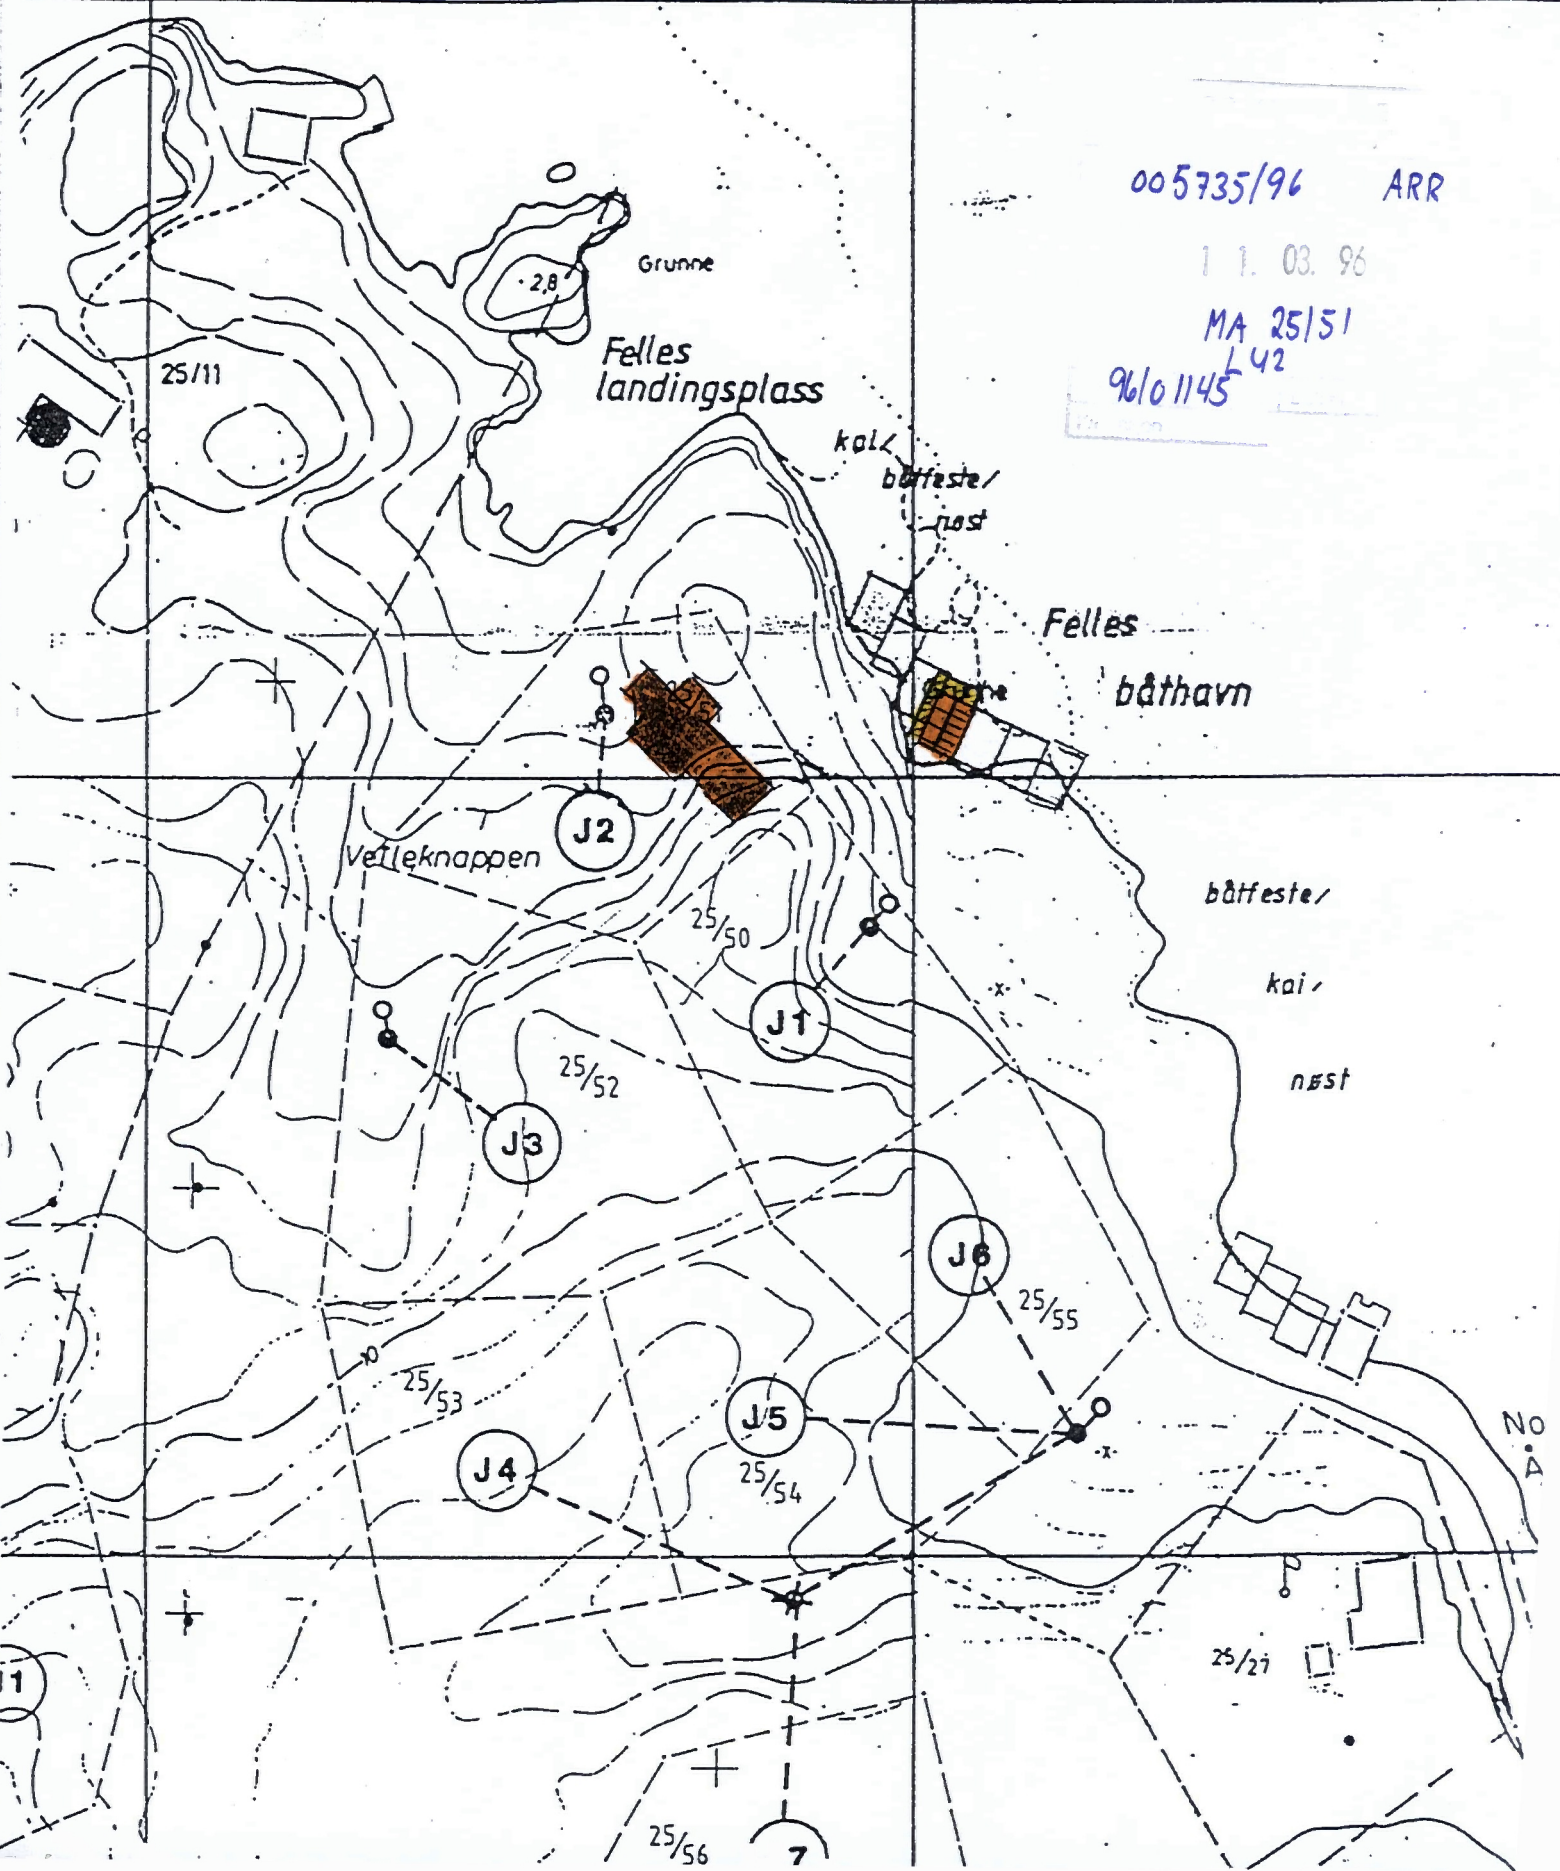 005735/96 ARR
11. 03. 96
MA 25/51
L42
96/01145
Grunne
2,8
Felles
landingsplass
25/11
kai/
båtfeste/
nøst
Felles
båthavn
J2
Velleknappen
25/50
båtfeste/
kai/
nøst
J1
25/52
J3
J6
25/55
10
25/53
J5
J4
25/54
NO
A
25/27
25/56
7